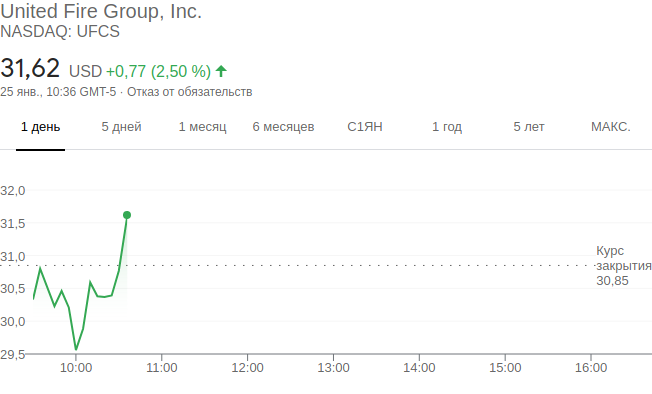 United Fire Group, Inc.
NASDAQ: UFCS
31,62 USD +0,77 (2,50 %)
25 янв., 10:36 GMT-5 · Отказ от обязательств
1 день 5 дней 1 месяц 6 месяцев С1ЯН 1 год 5 лет МАКС.
32,0
31,5
31,0
30,5
30,0
29,5
Курс
закрытия
30,85
10:00 11:00 12:00 13:00 14:00 15:00 16:00